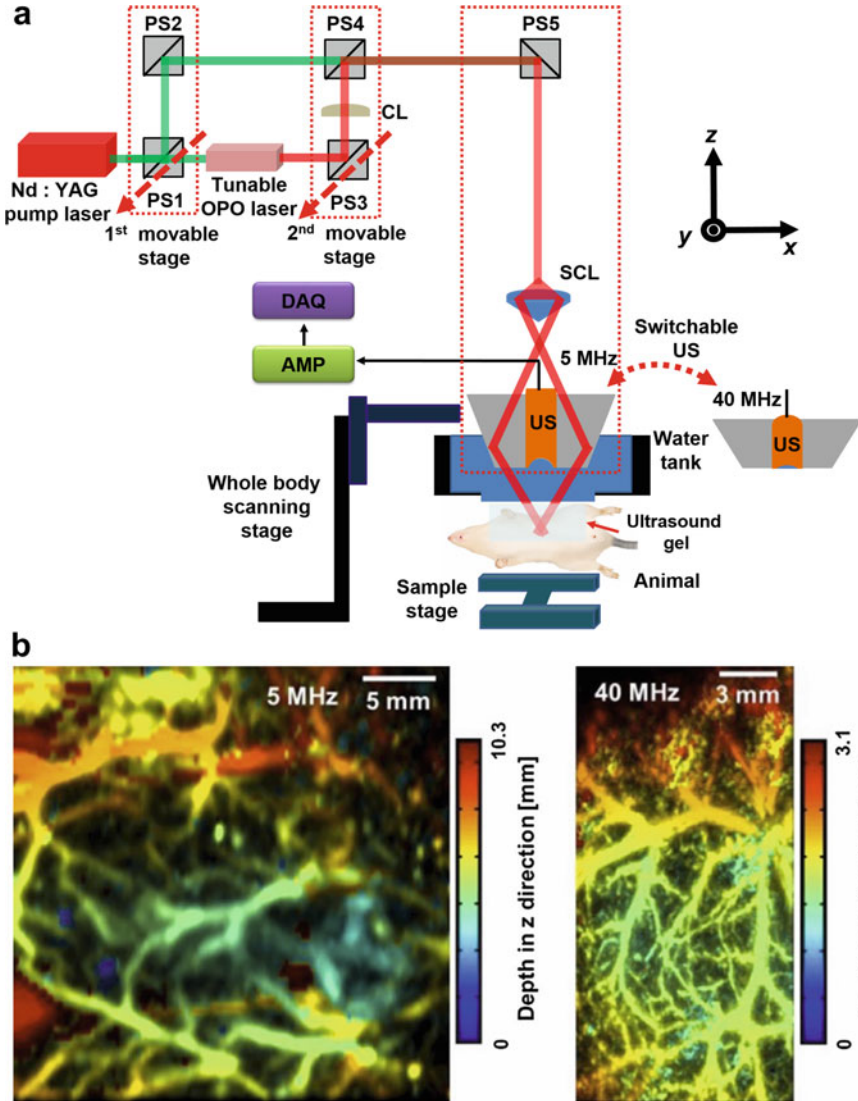 a
PS2
PS4
PS5
CL
Nd : YAG
pump laser
PS1
Tunable
OPO laser
PS3
1st movable
stage
2nd movable
stage
z
y
x
SCL
DAQ
AMP
5 MHz
Switchable
US
40 MHz
US
US
Water
tank
Whole body
scanning
stage
Ultrasound
gel
Sample
stage
Animal
b
5 MHz
5 mm
10.3
0
Depth in z direction [mm]
40 MHz
3 mm
3.1
0